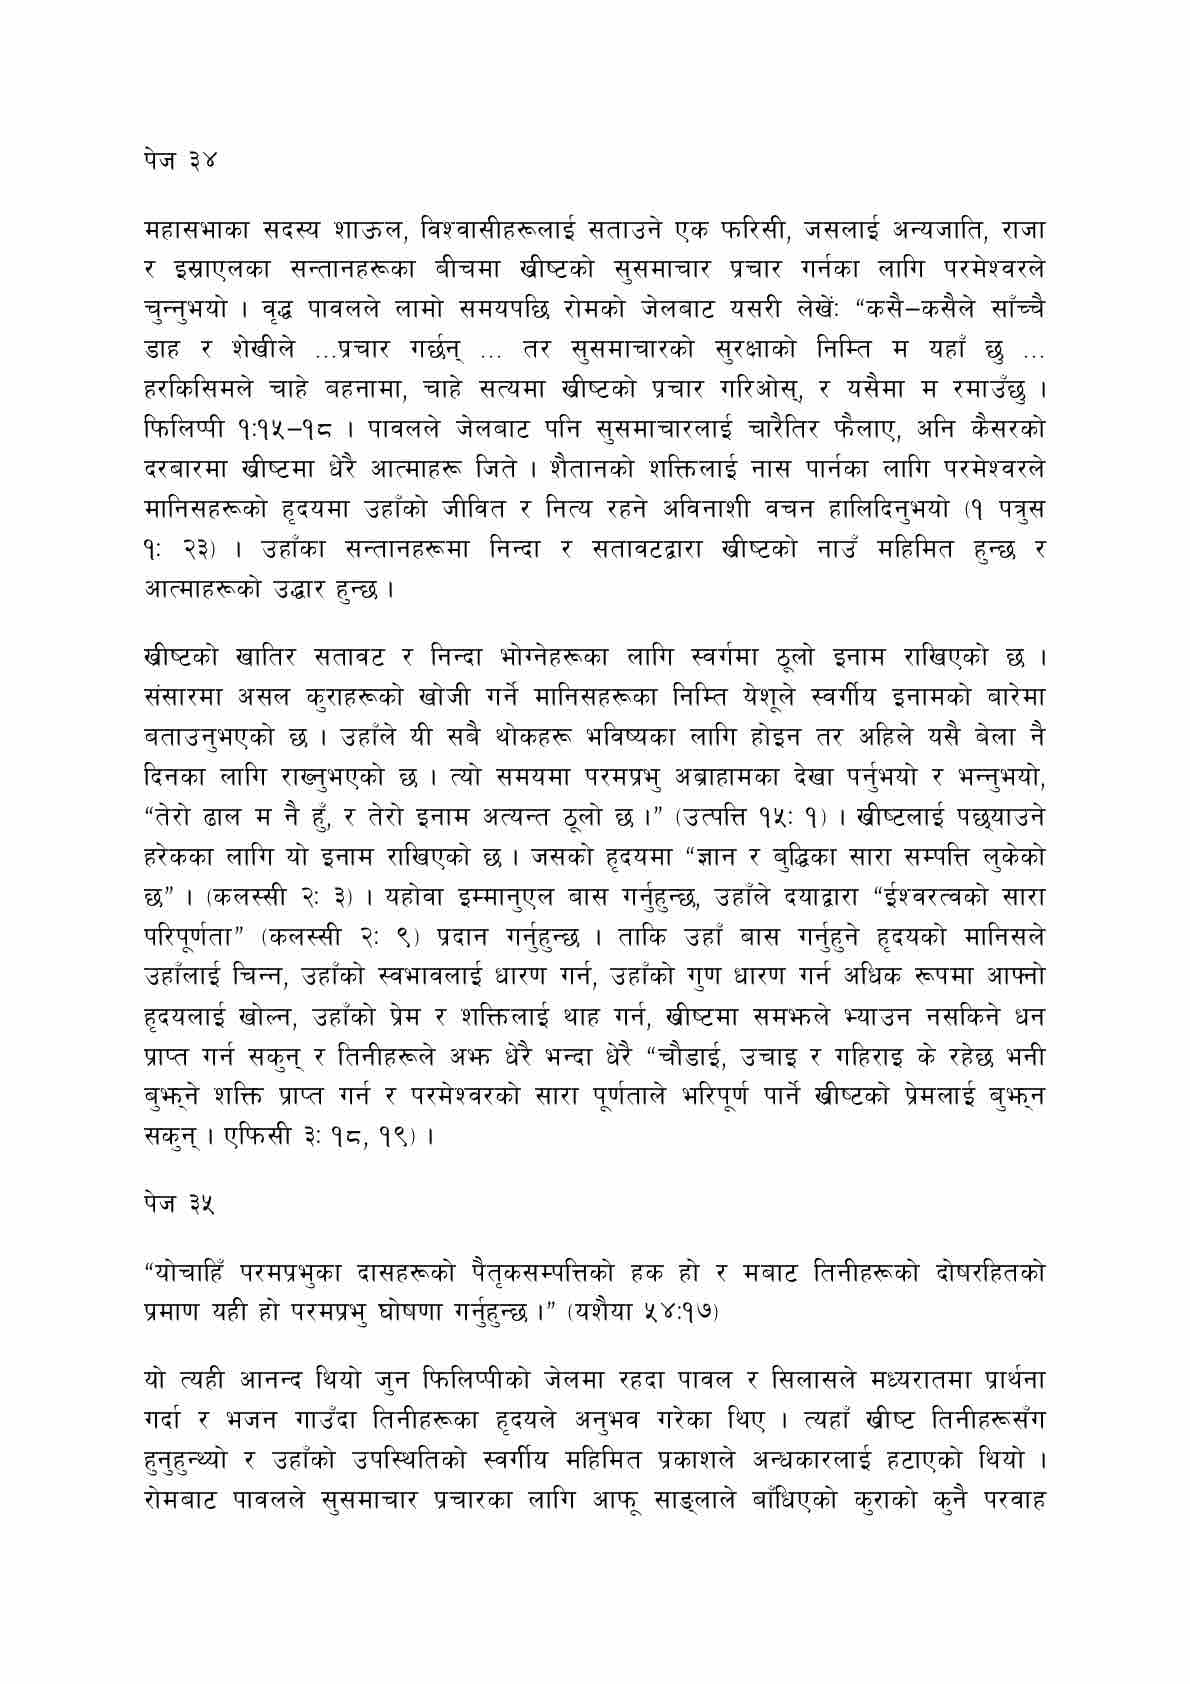 पेज ३४
महासभाका सदस्य शाऊल, विश्वासीहरूलाई सताउने एक फरिसी, जसलाई अन्यजाति, राजा
र इस्राएलका सन्तानहरूका बीचमा ख्रीष्टको सुसमाचार प्रचार गर्नका लागि परमेश्वरले
चुन्नुभयो । वृद्ध पावलले लामो समयपछि रोमको जेलबाट यसरी लेखेंः “कसै–कसैले साँच्चै
डाह र शेखीले ...प्रचार गर्छन् ... तर सुसमाचारको सुरक्षाको निम्ति म यहाँ छु ...
हरकिसिमले चाहे बहनामा, चाहे सत्यमा ख्रीष्टको प्रचार गरिओस्, र यसैमा म रमाउँछु ।
फिलिप्पी १ः१५–१८ । पावलले जेलबाट पनि सुसमाचारलाई चारैतिर फैलाए, अनि कैसरको
दरबारमा ख्रीष्टमा धेरै आत्माहरू जिते । शैतानको शक्तिलाई नास पार्नका लागि परमेश्वरले
मानिसहरूको हृदयमा उहाँको जीवित र नित्य रहने अविनाशी वचन हालिदिनुभयो (१ पत्रुस
१ः २३) । उहाँका सन्तानहरूमा निन्दा र सतावटद्वारा ख्रीष्टको नाउँ महिमित हुन्छ र
आत्माहरूको उद्धार हुन्छ ।
ख्रीष्टको खातिर सतावट र निन्दा भोग्नेहरूका लागि स्वर्गमा ठूलो इनाम राखिएको छ ।
संसारमा असल कुराहरूको खोजी गर्ने मानिसहरूका निम्ति येशूले स्वर्गीय इनामको बारेमा
बताउनुभएको छ । उहाँले यी सबै थोकहरू भविष्यका लागि होइन तर अहिले यसै बेला नै
दिनका लागि राख्नुभएको छ । त्यो समयमा परमप्रभु अब्राहामका देखा पर्नुभयो र भन्नुभयो,
“तेरो ढाल म नै हुँ, र तेरो इनाम अत्यन्त ठूलो छ ।” (उत्पत्ति १५ः १) । ख्रीष्टलाई पछ्याउने
हरेकका लागि यो इनाम राखिएको छ । जसको हृदयमा “ज्ञान र बुद्धिका सारा सम्पत्ति लुकेको
छ” । (कलस्सी २ः ३) । यहोवा इम्मानुएल बास गर्नुहुन्छ, उहाँले दयाद्वारा “ईश्वरत्वको सारा
परिपूर्णता” (कलस्सी २ः ९) प्रदान गर्नुहुन्छ । ताकि उहाँ बास गर्नुहुने हृदयको मानिसले
उहाँलाई चिन्न, उहाँको स्वभावलाई धारण गर्न, उहाँको गुण धारण गर्न अधिक रूपमा आफ्नो
हृदयलाई खोल्न, उहाँको प्रेम र शक्तिलाई थाह गर्न, ख्रीष्टमा समझले भ्याउन नसकिने धन
प्राप्त गर्न सकुन् र तिनीहरूले अझ धेरै भन्दा धेरै “चौडाई, उचाइ र गहिराइ के रहेछ भनी
बुझ्ने शक्ति प्राप्त गर्न र परमेश्वरको सारा पूर्णताले भरिपूर्ण पार्ने ख्रीष्टको प्रेमलाई बुझ्न
सकुन् । एफिसी ३ः १८, १९) ।
पेज ३५
“योचाहिँ परमप्रभुका दासहरूको पैतृकसम्पत्तिको हक हो र मबाट तिनीहरूको दोषरहितको
प्रमाण यही हो परमप्रभु घोषणा गर्नुहुन्छ ।” (यशैया ५४ः१७)
यो त्यही आनन्द थियो जुन फिलिप्पीको जेलमा रहदा पावल र सिलासले मध्यरातमा प्रार्थना
गर्दा र भजन गाउँदा तिनीहरूका हृदयले अनुभव गरेका थिए । त्यहाँ ख्रीष्ट तिनीहरूसँग
हुनुहुन्थ्यो र उहाँको उपस्थितिको स्वर्गीय महिमित प्रकाशले अन्धकारलाई हटाएको थियो ।
रोमबाट पावलले सुसमाचार प्रचारका लागि आफू साङ्लाले बाँधिएको कुराको कुनै परवाह